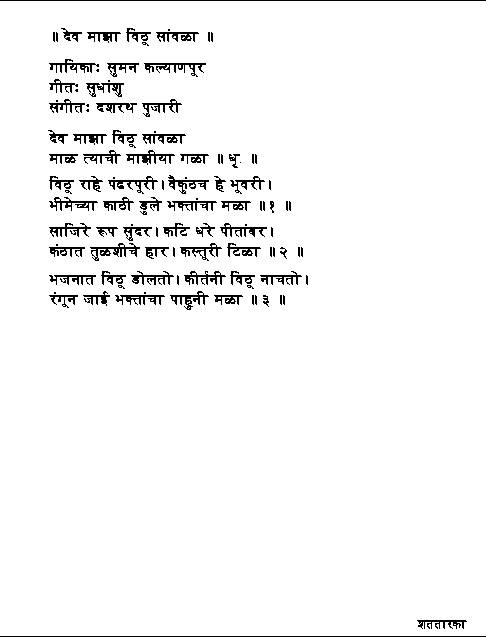 ॥ देव माझा विठू सांवळा ॥
गायिकाः सुमन कल्याणपूर
गीतः सुधांशु
संगीतः दशरथ पुजारी
देव माझा विठू सांवळा
माळ त्याची माझीया गळा ॥ धृ. ॥
विठू राहे पंढरपूरी। वैकुंठच हे भूवरी।
भीमेच्या काठी डुले भक्तांचा मळा ॥१ ॥
साजिरे रूप सुंदर। कटि धरे पीतांबर।
कंठात तुळशीचे हार। कस्तूरी टिळा ॥ २ ॥
भजनात विठू डोलतो। कीर्तनी विठू नाचतो।
रंगून जाई भक्तांचा पाहूनी मळा ॥ ३ ॥
शततारका